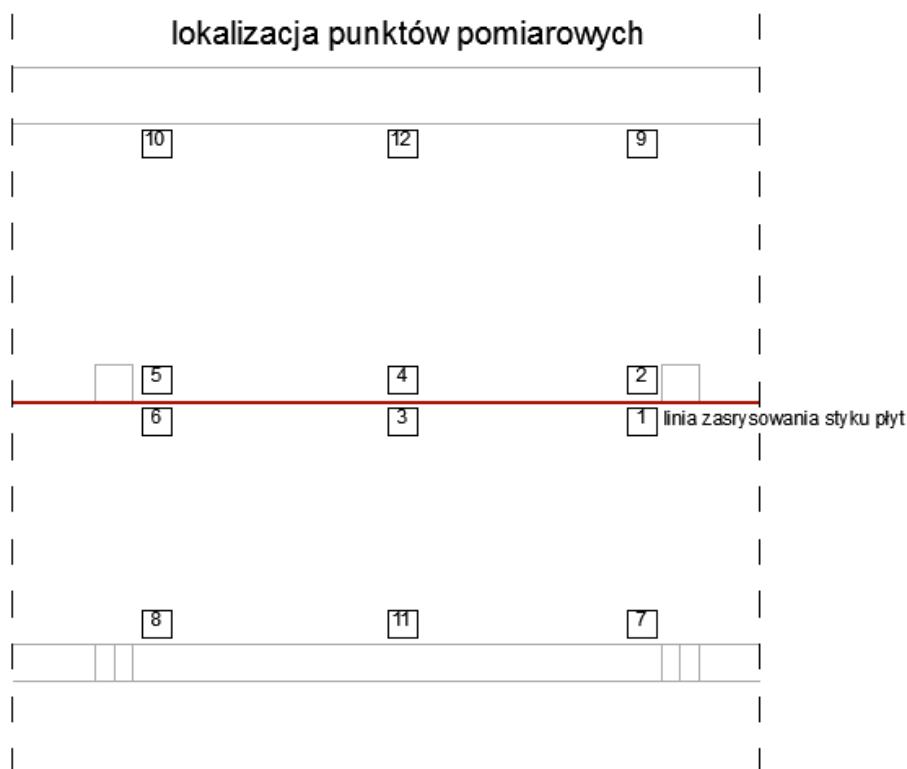 lokalizacja punktów pomiarowych
10 12 9
5 4 2
6 3 1 linia zasrysowania styku płyt
8 11 7